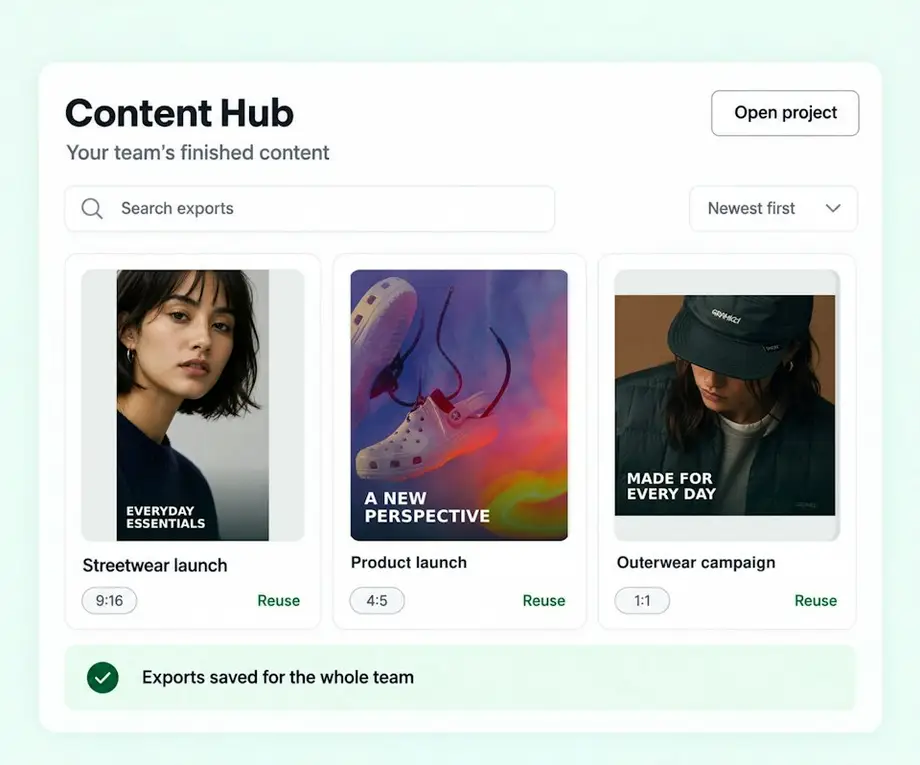 Content Hub
Open project
Your team's finished content
Search exports
Newest first
EVERYDAY
ESSENTIALS
A NEW
PERSPECTIVE
GRAMICCI
MADE FOR
EVERY DAY
Streetwear launch
Product launch
Outerwear campaign
9:16
Reuse
4:5
Reuse
1:1
Reuse
Exports saved for the whole team